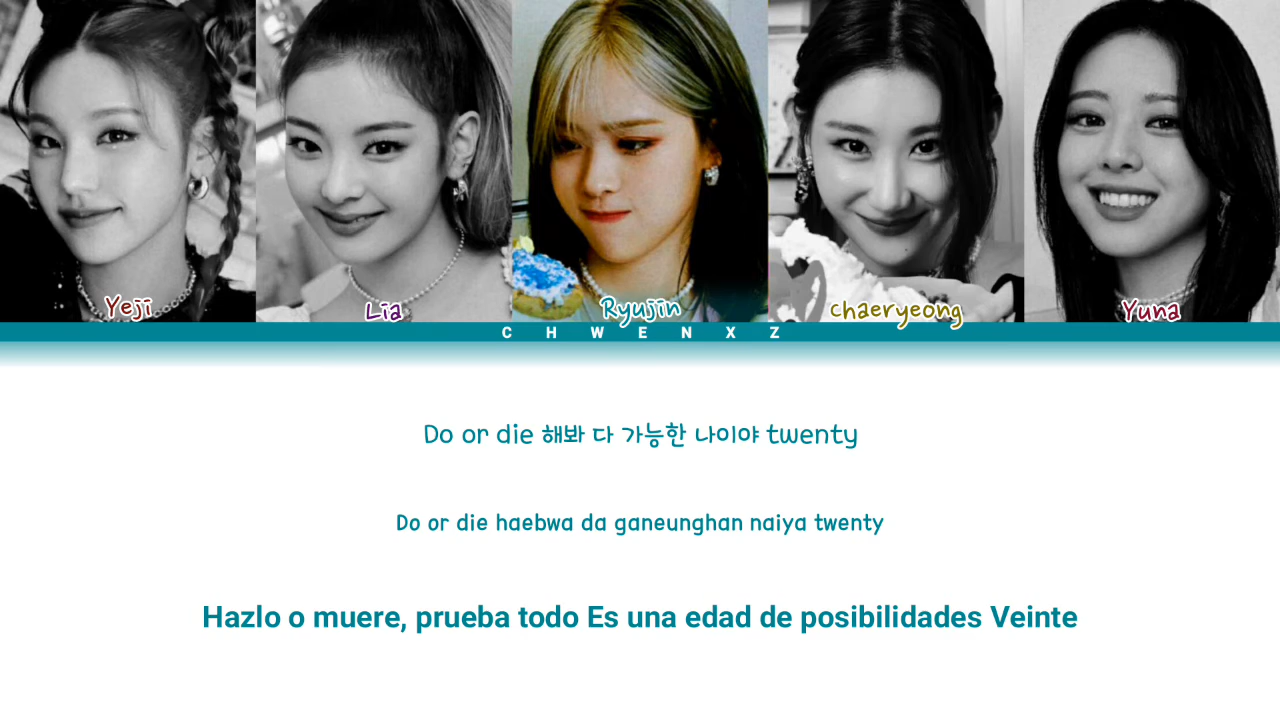 Yeji
Lia
Ryujin
chaeryeong
Yuna
CHWENXZ
Do or die 해봐 다 가능한 나이야 twenty
Do or die haebwa da ganeunghan naiya twenty
Hazlo o muere, prueba todo Es una edad de posibilidades Veinte